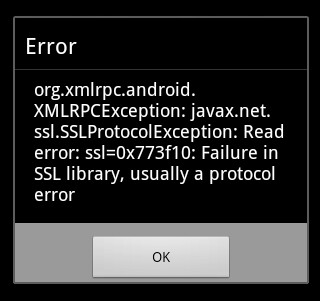 Error
org.xmlrpc.android.
XMLRPCException: javax.net.
ssl.SSLProtocolException: Read
error: ssl=0x773f10: Failure in
SSL library, usually a protocol
error
OK